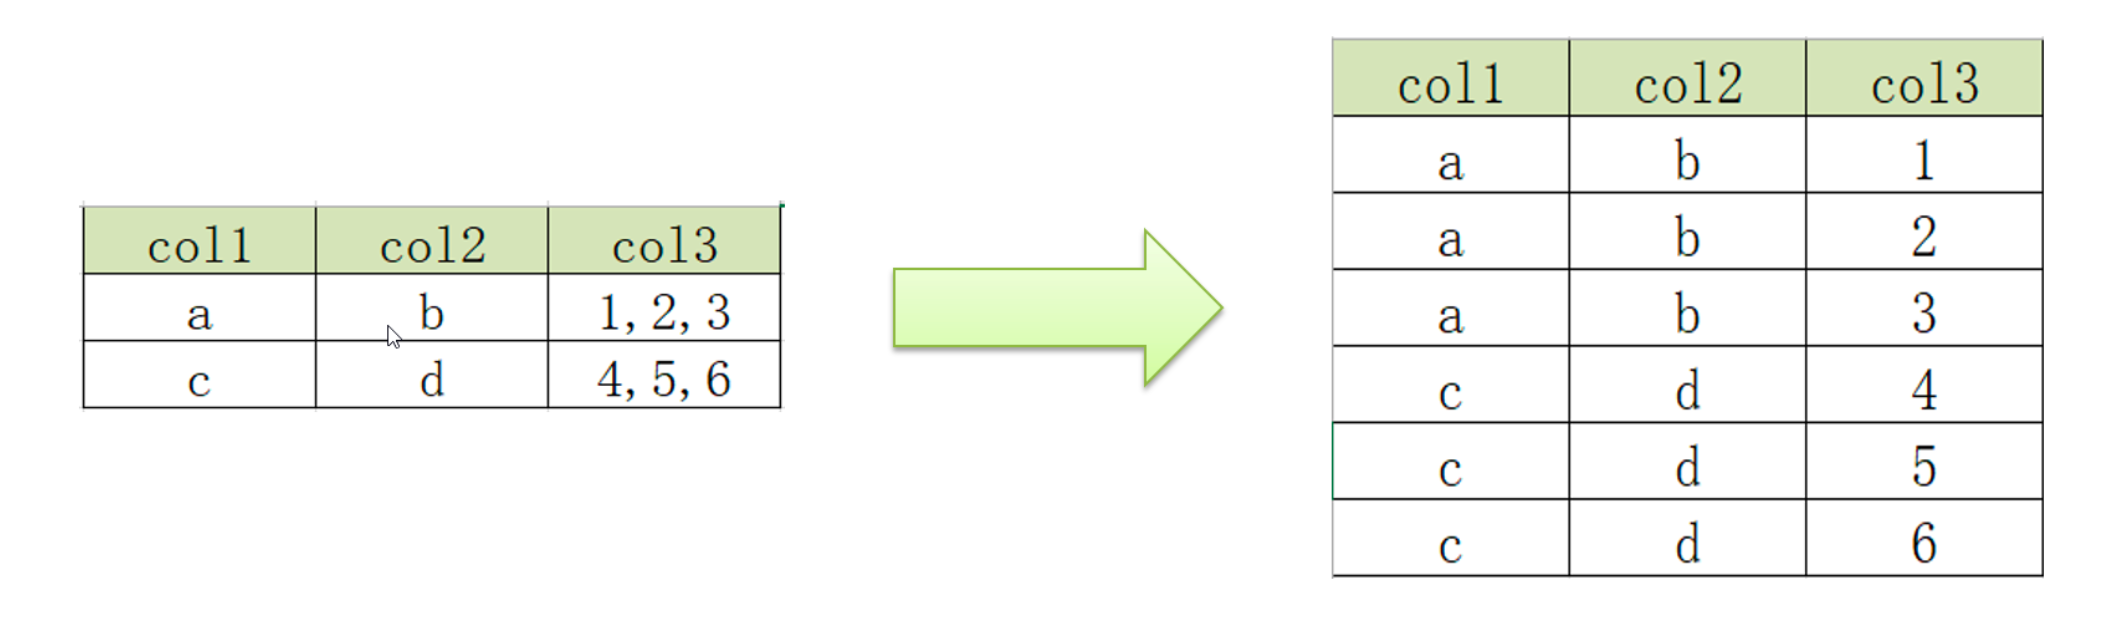 col1 col2 col3
a b 1,2,3
c d 4,5,6
col1 col2 col3
a b 1
a b 2
a b 3
c d 4
c d 5
c d 6